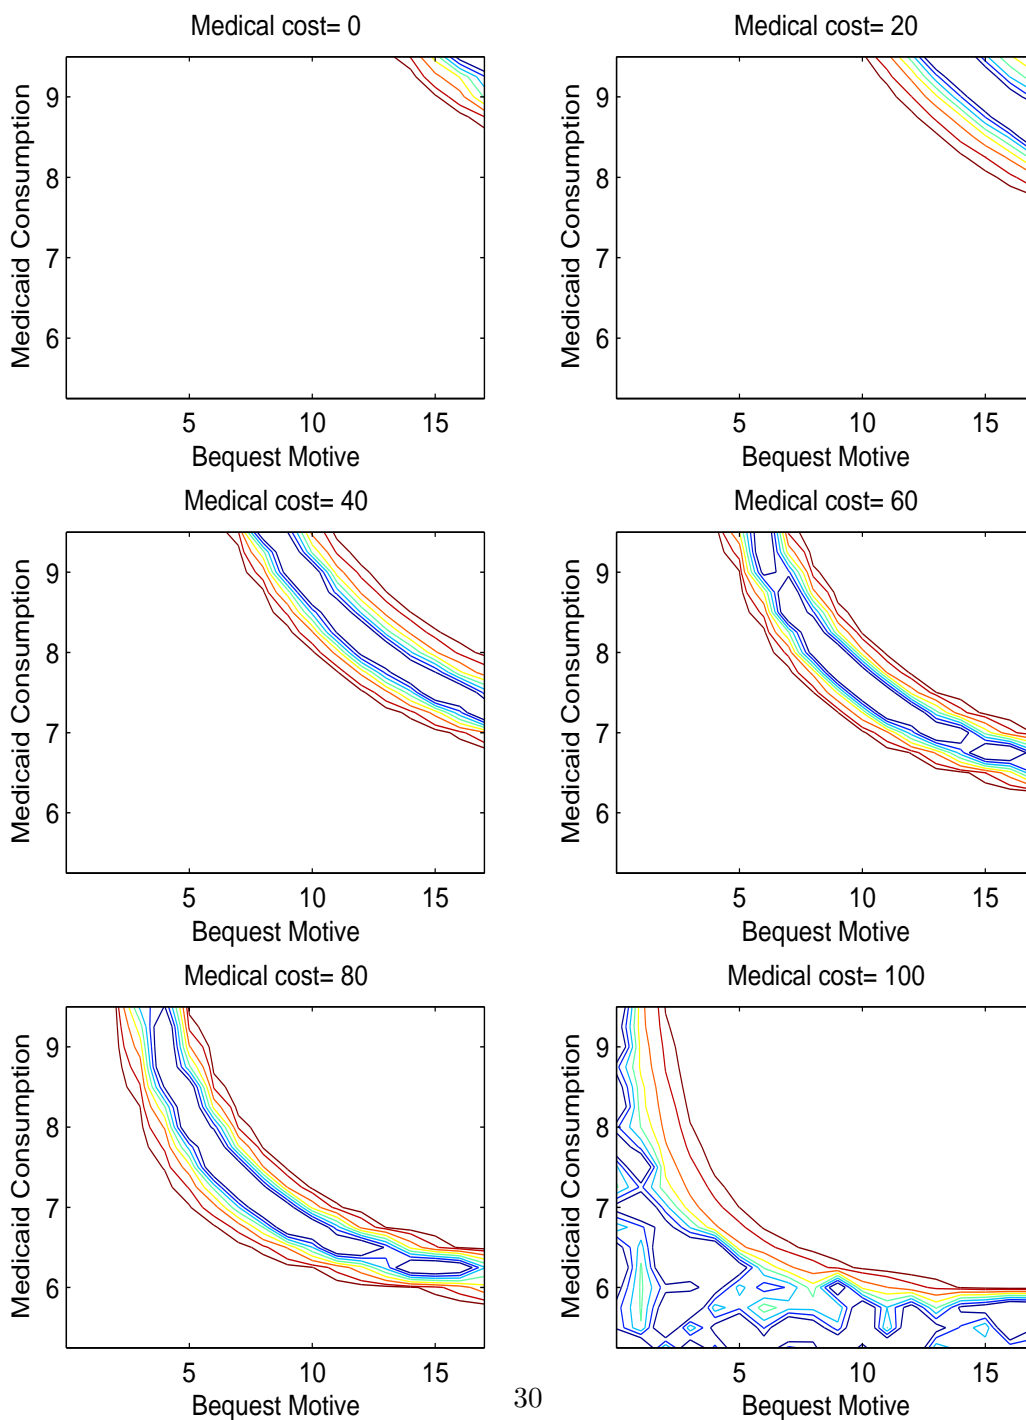 Medical cost= 0
Medicaid Consumption
9
8
7
6
5 10 15
Bequest Motive
Medical cost= 20
Medicaid Consumption
9
8
7
6
5 10 15
Bequest Motive
Medical cost= 40
Medicaid Consumption
9
8
7
6
5 10 15
Bequest Motive
Medical cost= 60
Medicaid Consumption
9
8
7
6
5 10 15
Bequest Motive
Medical cost= 80
Medicaid Consumption
9
8
7
6
5 10 15
Bequest Motive
Medical cost= 100
Medicaid Consumption
9
8
7
6
5 10 15
Bequest Motive
30